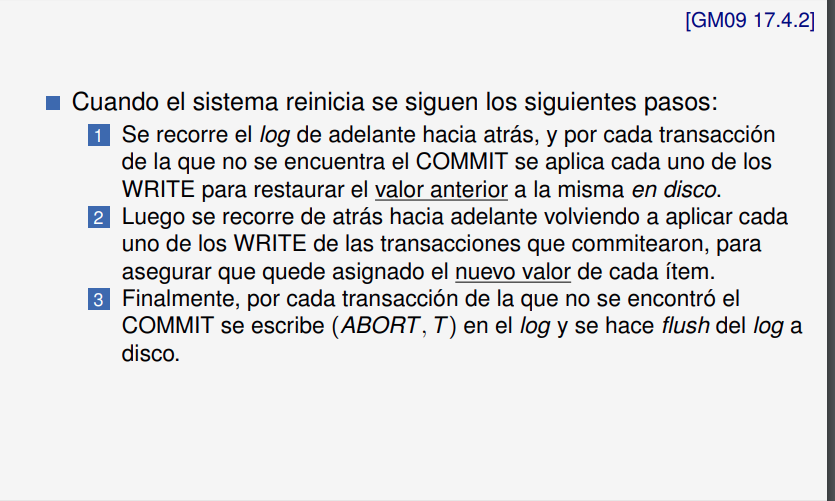 [GM09 17.4.2]
Cuando el sistema reinicia se siguen los siguientes pasos:
1 Se recorre el log de adelante hacia atrás, y por cada transacción
de la que no se encuentra el COMMIT se aplica cada uno de los
WRITE para restaurar el valor anterior a la misma en disco.
2 Luego se recorre de atrás hacia adelante volviendo a aplicar cada
uno de los WRITE de las transacciones que commitearon, para
asegurar que quede asignado el nuevo valor de cada ítem.
3 Finalmente, por cada transacción de la que no se encontró el
COMMIT se escribe (ABORT, T) en el log y se hace flush del log a
disco.